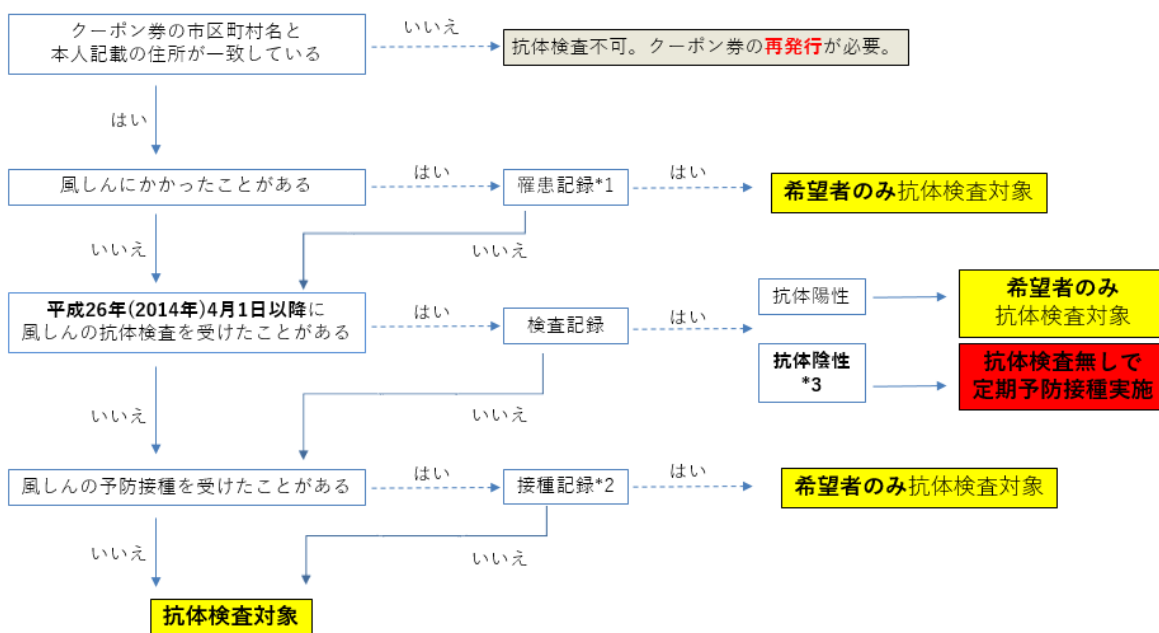 クーポン券の市区町村名と
本人記載の住所が一致している
いいえ
抗体検査不可。クーポン券の再発行が必要。
はい
風しんにかかったことがある
はい
罹患記録*1
はい
希望者のみ抗体検査対象
いいえ
いいえ
平成26年(2014年)4月1日以降に
風しんの抗体検査を受けたことがある
はい
検査記録
はい
抗体陽性
希望者のみ
抗体検査対象
抗体陰性
*3
抗体検査無しで
定期予防接種実施
いいえ
いいえ
風しんの予防接種を受けたことがある
はい
接種記録*2
はい
希望者のみ抗体検査対象
いいえ
いいえ
抗体検査対象